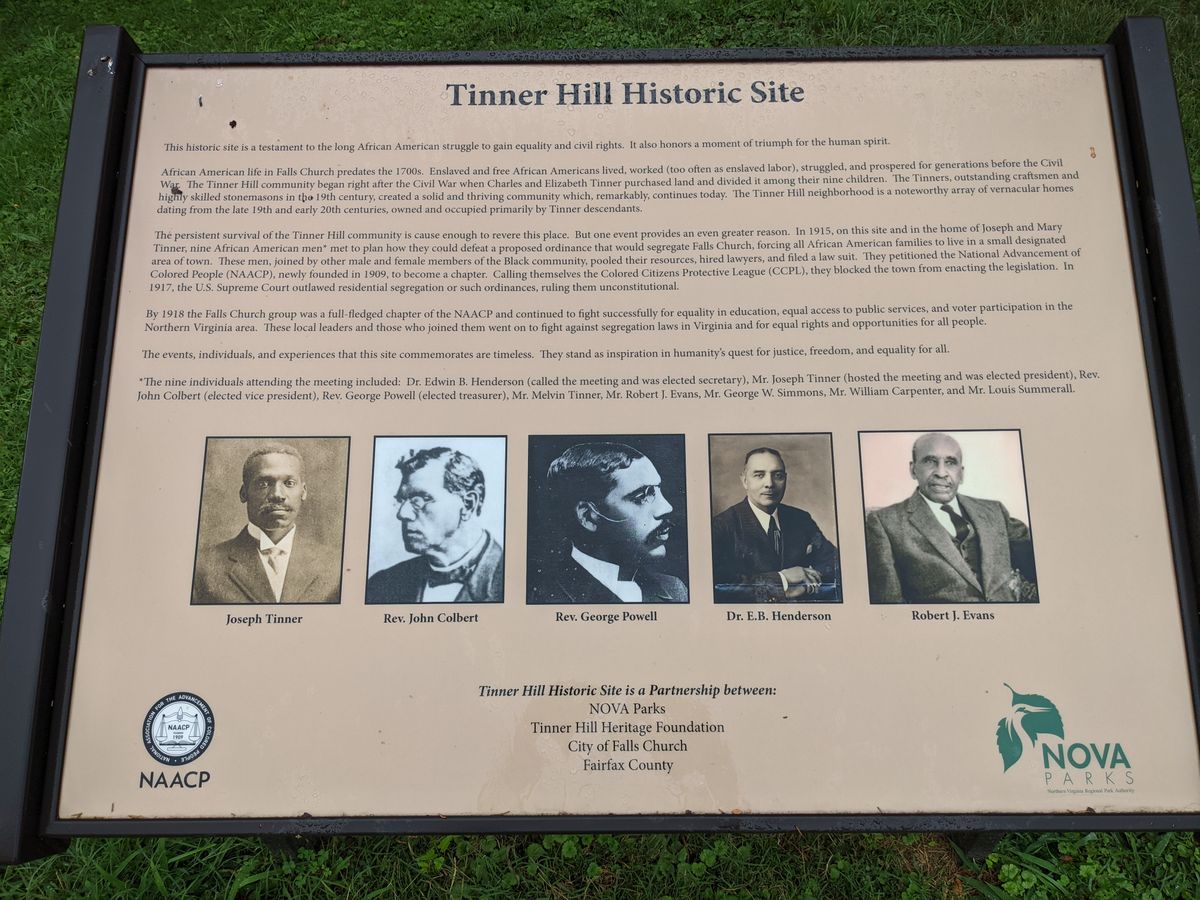 Tinner Hill Historic Site
This historic site is a testament to the long African American struggle to gain equality and civil rights. It also honors a moment of triumph for the human spirit.
African American life in Falls Church predates the 1700s. Enslaved and free African Americans lived, worked (too often as enslaved labor), struggled, and prospered for generations before the Civil
War. The Tinner Hill community began right after the Civil War when Charles and Elizabeth Tinner purchased land and divided it among their nine children. The Tinners, outstanding craftsmen and
highly skilled stonemasons in the 19th century, created a solid and thriving community which, remarkably, continues today. The Tinner Hill neighborhood is a noteworthy array of vernacular homes
dating from the late 19th and early 20th centuries, owned and occupied primarily by Tinner descendants.
The persistent survival of the Tinner Hill community is cause enough to revere this place. But one event provides an even greater reason. In 1915, on this site and in the home of Joseph and Mary
Tinner, nine African American men* met to plan how they could defeat a proposed ordinance that would segregate Falls Church, forcing all African American families to live in a small designated
area of town. These men, joined by other male and female members of the Black community, pooled their resources, hired lawyers, and filed a law suit. They petitioned the National Advancement of
Colored People (NAACP), newly founded in 1909, to become a chapter. Calling themselves the Colored Citizens Protective League (CCPL), they blocked the town from enacting the legislation. In
1917, the U.S. Supreme Court outlawed residential segregation or such ordinances, ruling them unconstitutional.
By 1918 the Falls Church group was a full-fledged chapter of the NAACP and continued to fight successfully for equality in education, equal access to public services, and voter participation in the
Northern Virginia area. These local leaders and those who joined them went on to fight against segregation laws in Virginia and for equal rights and opportunities for all people.
The events, individuals, and experiences that this site commemorates are timeless. They stand as inspiration in humanity's quest for justice, freedom, and equality for all.
*The nine individuals attending the meeting included: Dr. Edwin B. Henderson (called the meeting and was elected secretary), Mr. Joseph Tinner (hosted the meeting and was elected president), Rev.
John Colbert (elected vice president), Rev. George Powell (elected treasurer), Mr. Melvin Tinner, Mr. Robert J. Evans, Mr. George W. Simmons, Mr. William Carpenter, and Mr. Louis Summerall.
Joseph Tinner
Rev. John Colbert
Rev. George Powell
Dr. E.B. Henderson
Robert J. Evans
Tinner Hill Historic Site is a Partnership between:
NOVA Parks
Tinner Hill Heritage Foundation
City of Falls Church
Fairfax County
NATIONAL ASSOCIATION FOR THE ADVANCEMENT OF COLORED PEOPLE
NAACP
FOUNDED
1909
NAACP
NOVA
PARKS
Northern Virginia Regional Park Authority